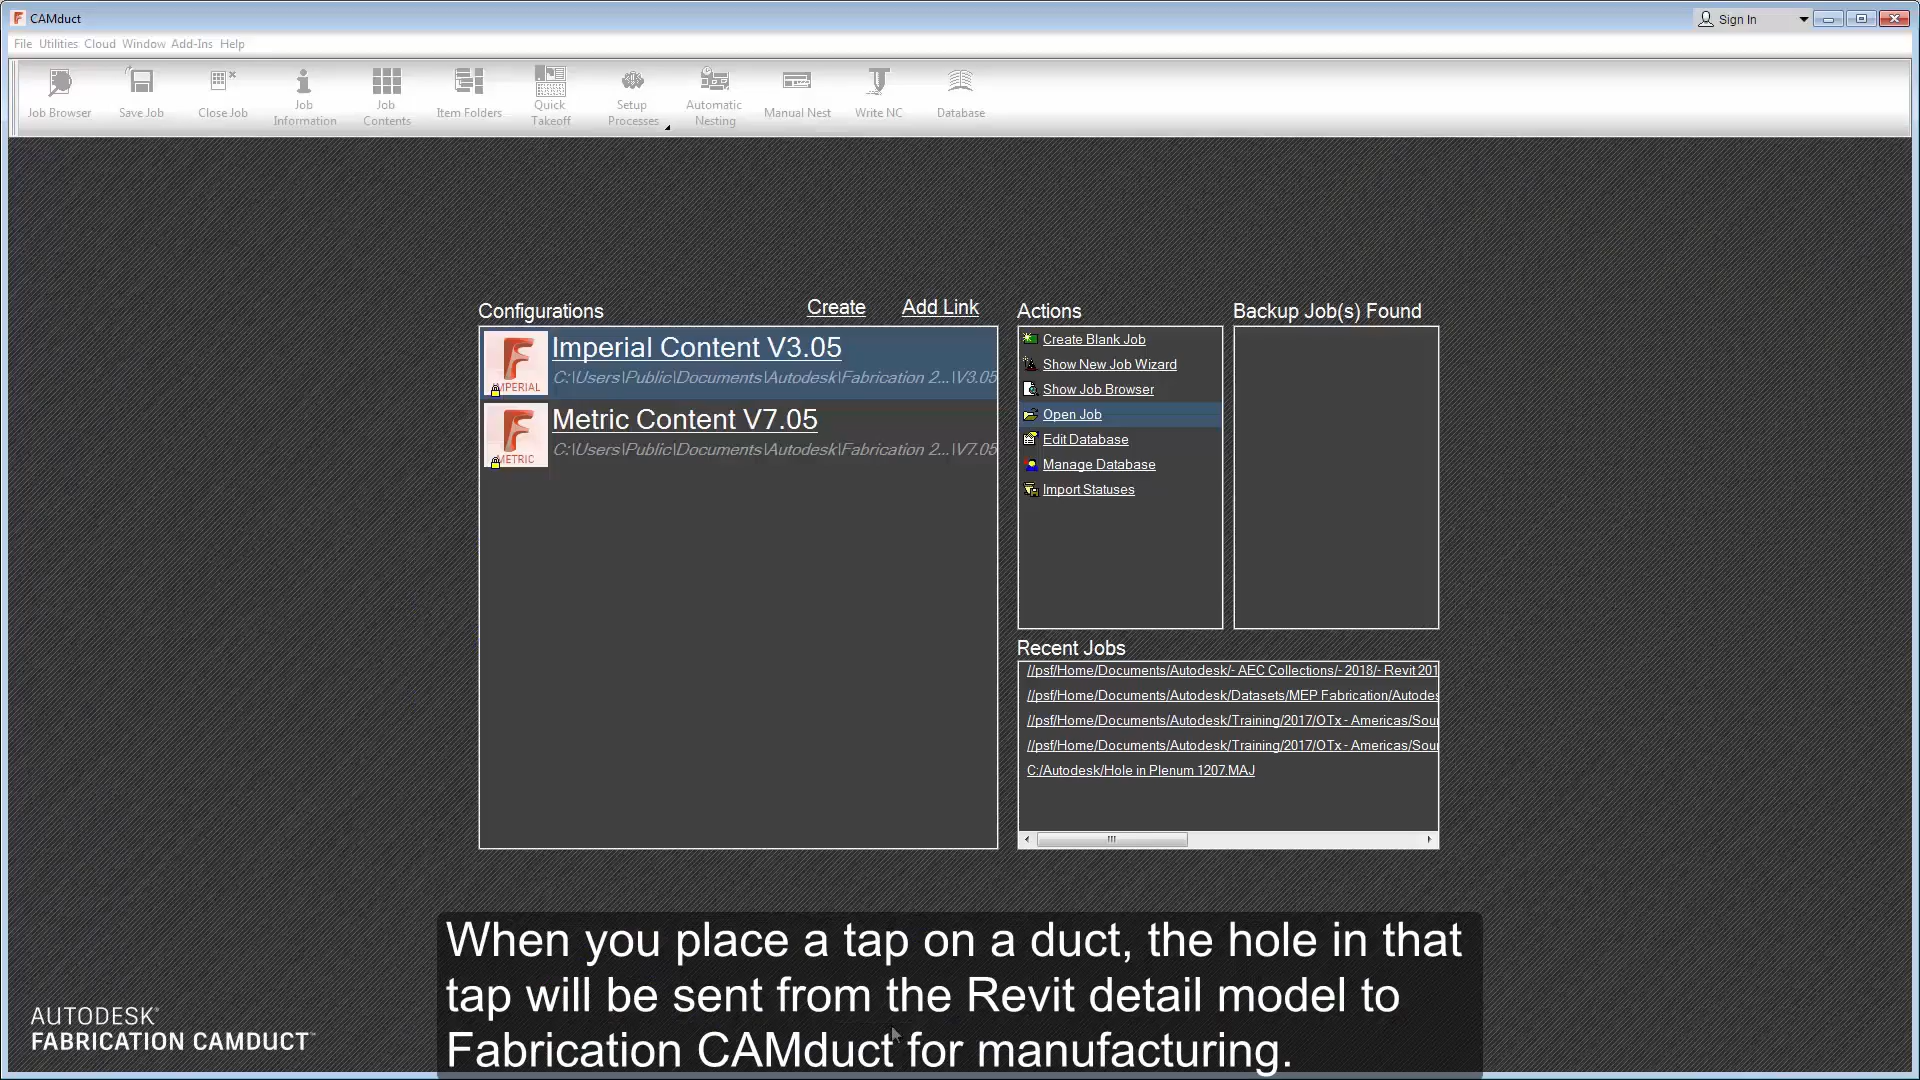 CAMduct
Sign In
File Utilities Cloud Window Add-Ins Help
Job Browser
Save Job
Close Job
Job
Information
Job
Contents
Item Folders
Quick
Takeoff
Setup
Processes
Automatic
Nesting
Manual Nest
Write NC
Database
Configurations
Create
Add Link
IMPERIAL
Imperial Content V3.05
C:\Users\Public\Documents\Autodesk\Fabrication 2...\V3.05
METRIC
Metric Content V7.05
C:\Users\Public\Documents\Autodesk\Fabrication 2...\V7.05
Actions
Create Blank Job
Show New Job Wizard
Show Job Browser
Open Job
Edit Database
Manage Database
Import Statuses
Backup Job(s) Found
Recent Jobs
//psf/Home/Documents/Autodesk/- AEC Collections/- 2018/- Revit 201
//psf/Home/Documents/Autodesk/Datasets/MEP Fabrication/Autodes
//psf/Home/Documents/Autodesk/Training/2017/OTx - Americas/Sour
//psf/Home/Documents/Autodesk/Training/2017/OTx - Americas/Sour
C:/Autodesk/Hole in Plenum 1207.MAJ
When you place a tap on a duct, the hole in that
tap will be sent from the Revit detail model to
Fabrication CAMduct for manufacturing.
AUTODESK®
FABRICATION CAMDUCT™